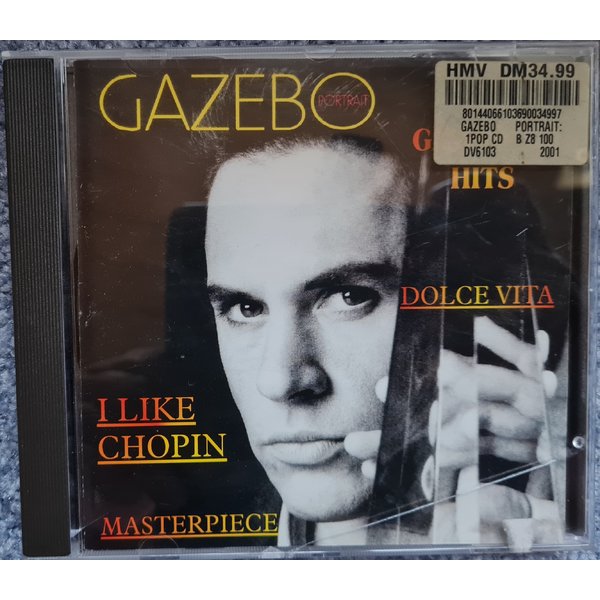 GAZEBO
PORTRAIT
HMV DM34.99
80144066103690034997
GAZEBO PORTRAIT:
1POP CD B Z8 100
DV6103 2001
G
HITS
DOLCE VITA
I LIKE
CHOPIN
MASTERPIECE